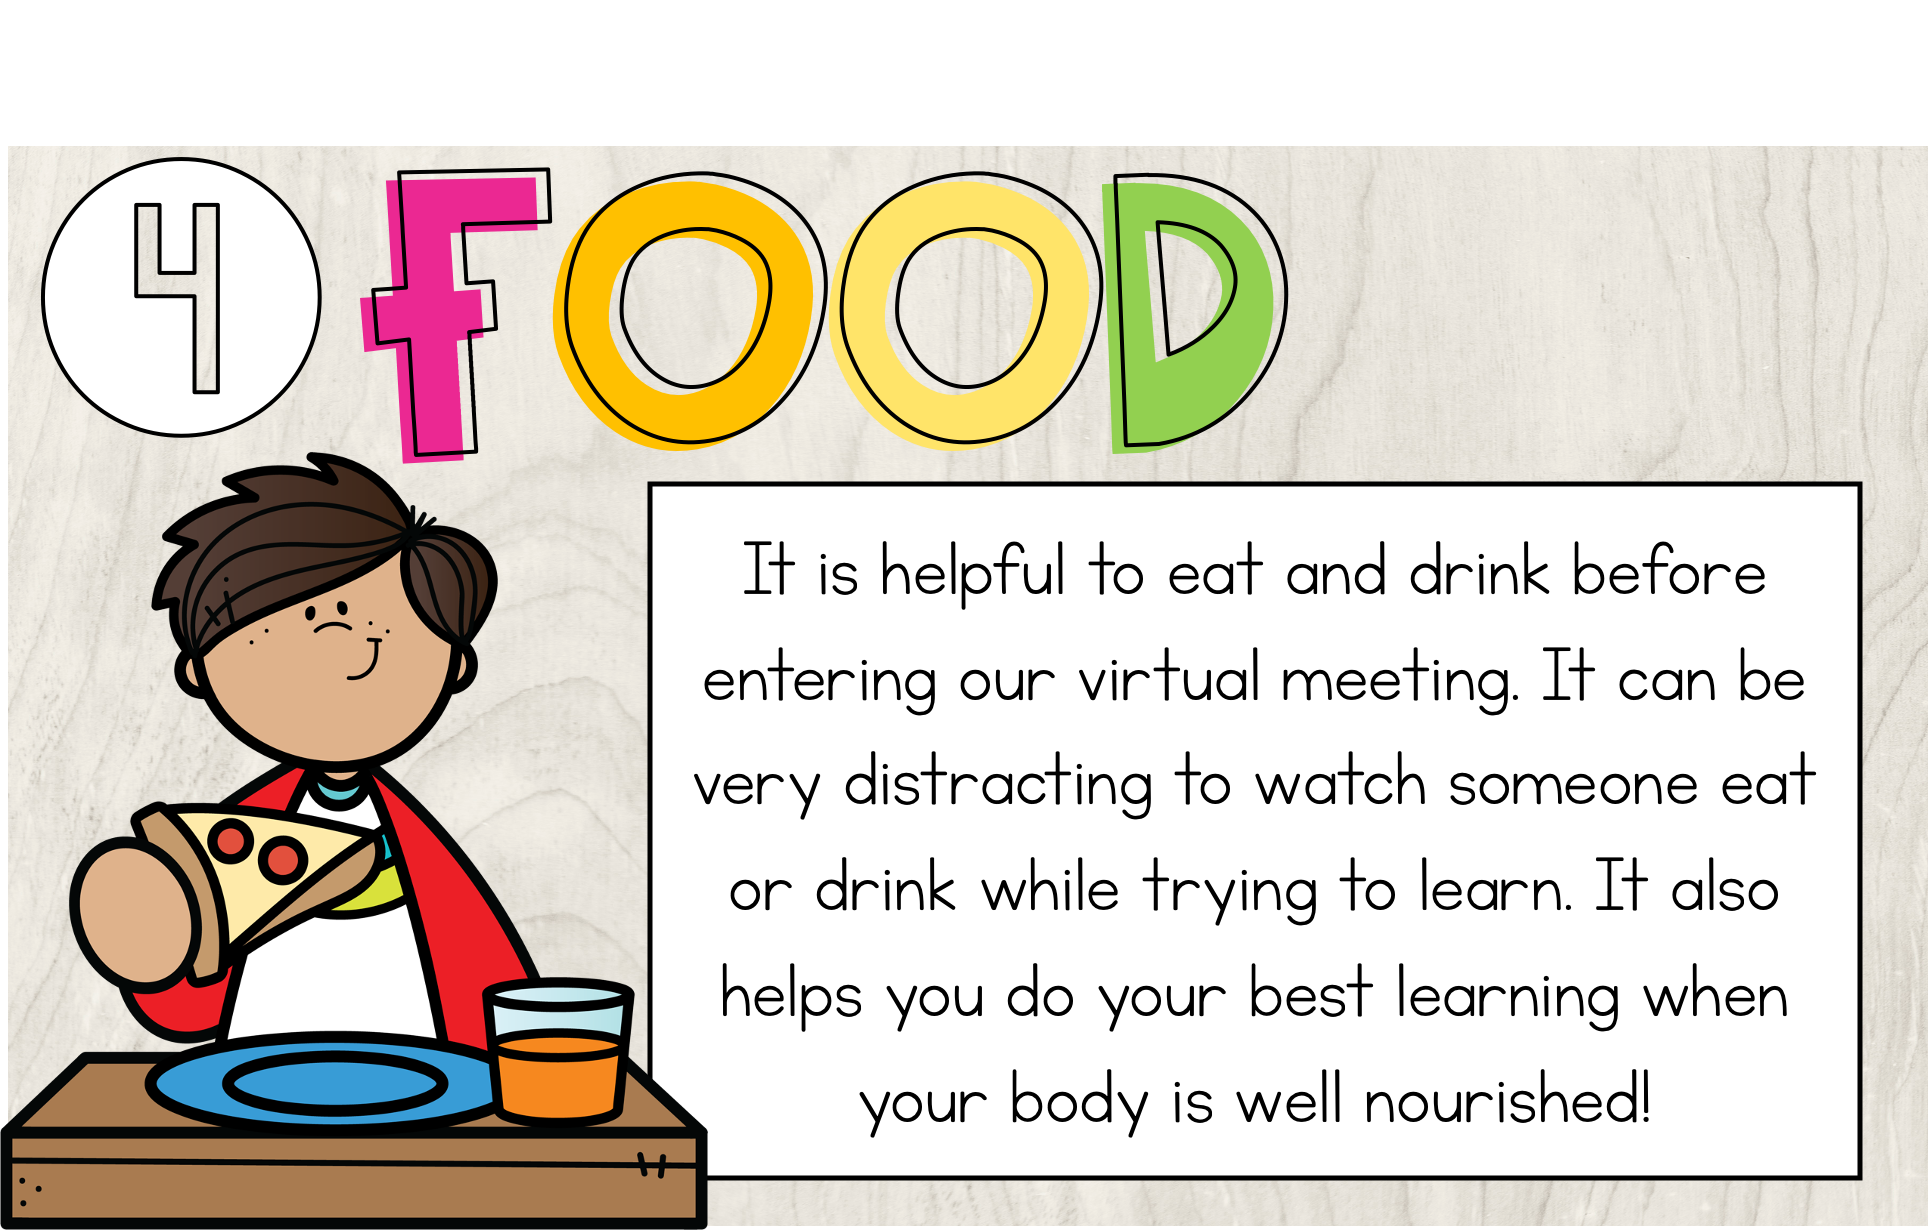 4 FOOD
It is helpful to eat and drink before
entering our virtual meeting. It can be
very distracting to watch someone eat
or drink while trying to learn. It also
helps you do your best learning when
your body is well nourished!